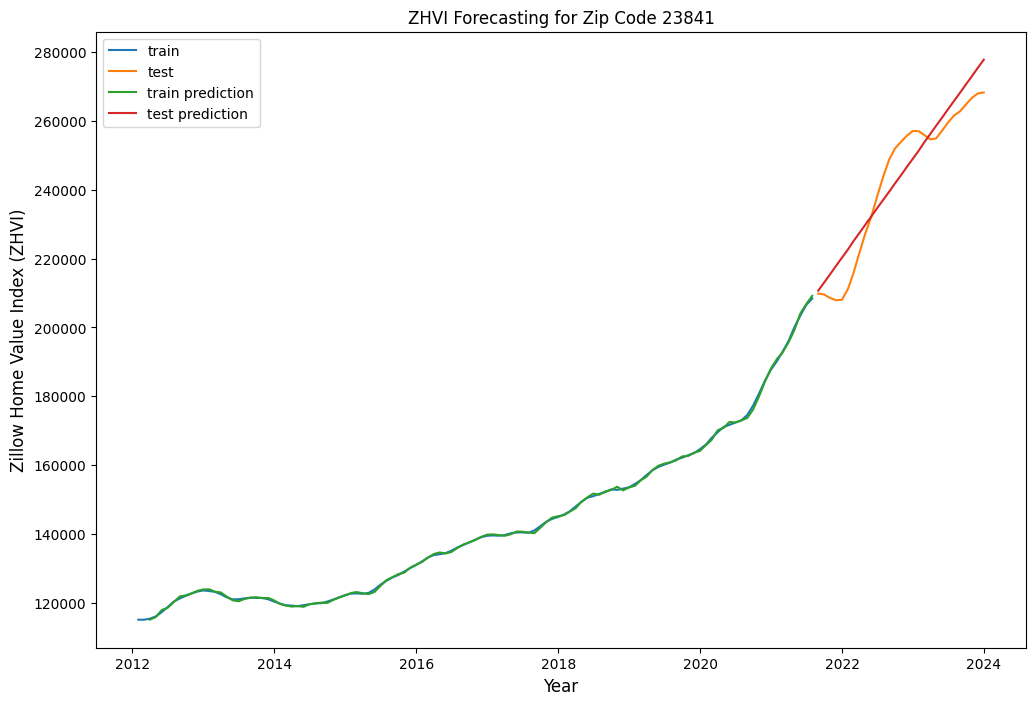 ZHVI Forecasting for Zip Code 23841
train
test
train prediction
test prediction
Zillow Home Value Index (ZHVI)
280000
260000
240000
220000
200000
180000
160000
140000
120000
2012
2014
2016
2018
2020
2022
2024
Year